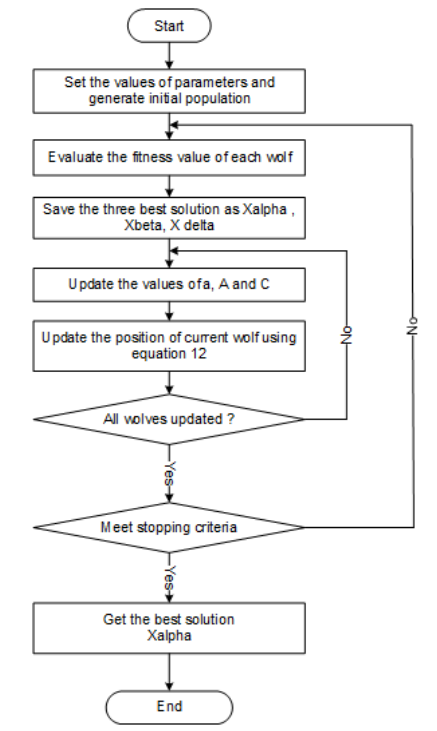 Start
Set the values of parameters and
generate initial population
Evaluate the fitness value of each wolf
Save the three best solution as Xalpha ,
Xbeta, X delta
Update the values of a, A and C
Update the position of current wolf using
equation 12
No
No
All wolves updated ?
Yes
Meet stopping criteria
Yes
Get the best solution
Xalpha
End